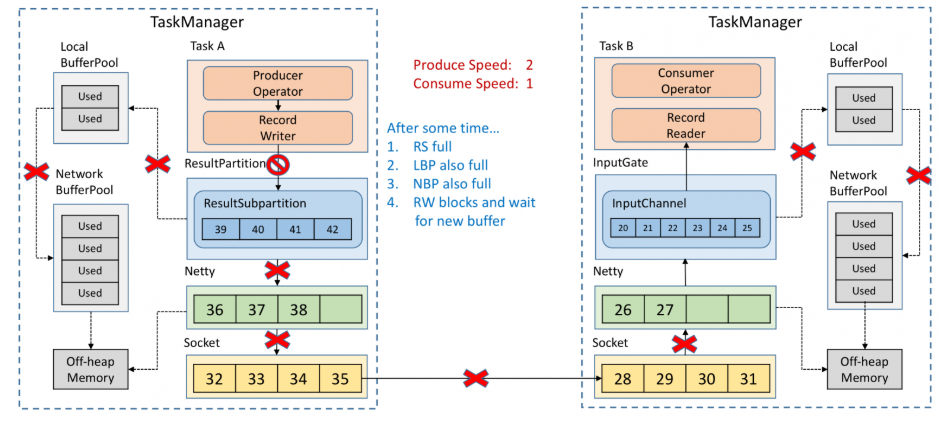 TaskManager
Local
BufferPool
Used
Used
Network
BufferPool
Used
Used
Used
Used
Off-heap
Memory
Task A
Producer
Operator
Record
Writer
ResultPartition
ResultSubpartition
39 40 41 42
Netty
36 37 38
Socket
32 33 34 35
Produce Speed: 2
Consume Speed: 1
After some time…
1. RS full
2. LBP also full
3. NBP also full
4. RW blocks and wait
for new buffer
TaskManager
Task B
Consumer
Operator
Record
Reader
InputGate
InputChannel
20 21 22 23 24 25
Netty
26 27
Socket
28 29 30 31
Local
BufferPool
Used
Used
Network
BufferPool
Used
Used
Used
Used
Off-heap
Memory